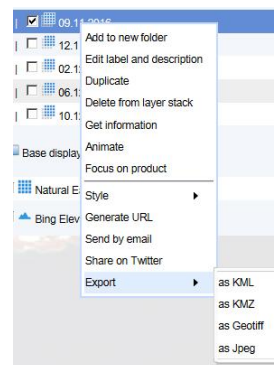 09.11.2016
Add to new folder
12.1
Edit label and description
02.1
Duplicate
06.1
Delete from layer stack
10.1
Get information
Base display
Animate
Focus on product
Natural E
Style
Bing Elev
Generate URL
Send by email
Share on Twitter
Export
as KML
as KMZ
as Geotiff
as Jpeg